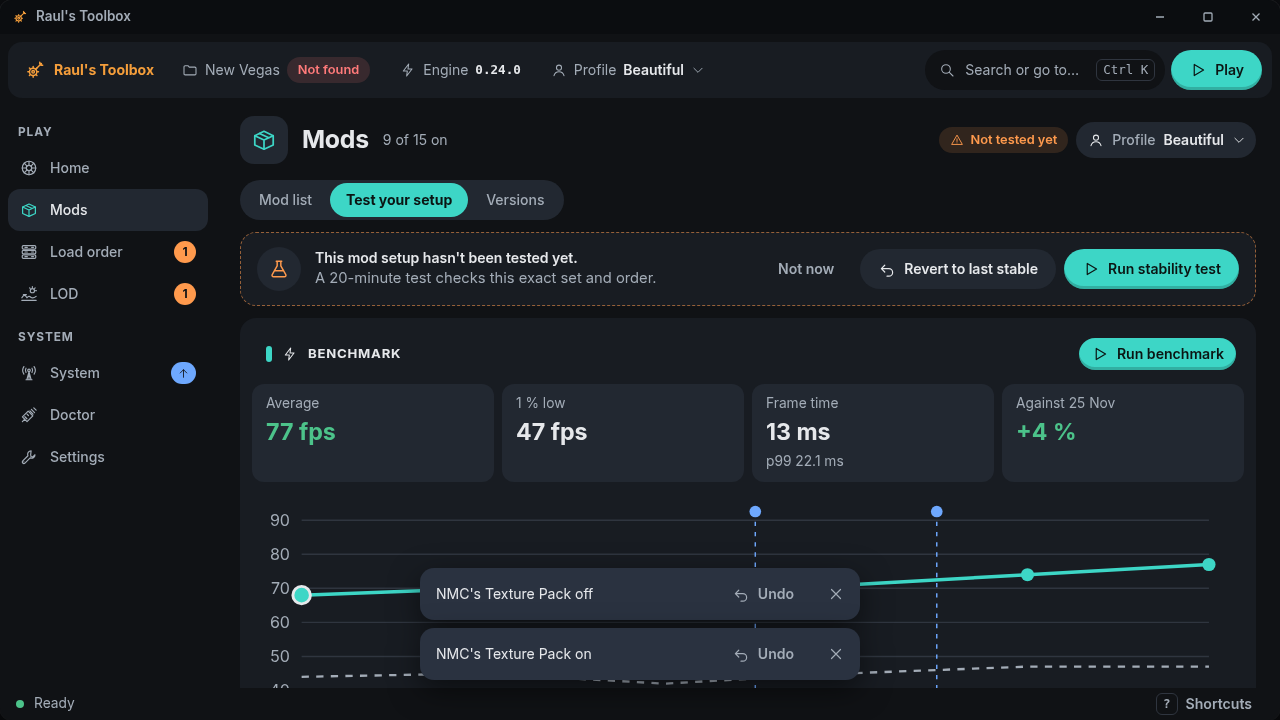 Raul's Toolbox
Raul's Toolbox
New Vegas Not found
Engine 0.24.0
Profile Beautiful
Search or go to...
Ctrl K
Play
PLAY
Home
Mods
Load order 1
LOD 1
SYSTEM
System
Doctor
Settings
Mods 9 of 15 on
Not tested yet
Profile Beautiful
Mod list
Test your setup
Versions
This mod setup hasn't been tested yet.
A 20-minute test checks this exact set and order.
Not now
Revert to last stable
Run stability test
BENCHMARK
Run benchmark
Average
77 fps
1 % low
47 fps
Frame time
13 ms
p99 22.1 ms
Against 25 Nov
+4 %
90
80
70
60
50
40
NMC's Texture Pack off
Undo
NMC's Texture Pack on
Undo
Ready
? Shortcuts